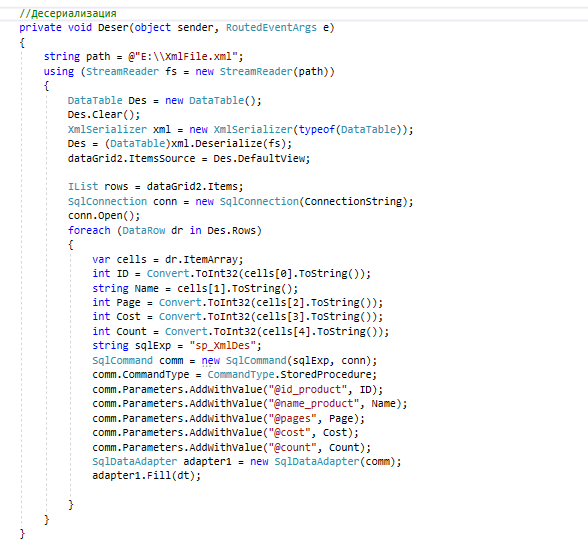 //Десериализация
private void Deser(object sender, RoutedEventArgs e)
{
string path = @"E:\\XmlFile.xml";
using (StreamReader fs = new StreamReader(path))
{
DataTable Des = new DataTable();
Des.Clear();
XmlSerializer xml = new XmlSerializer(typeof(DataTable));
Des = (DataTable)xml.Deserialize(fs);
dataGrid2.ItemsSource = Des.DefaultView;
IList rows = dataGrid2.Items;
SqlConnection conn = new SqlConnection(ConnectionString);
conn.Open();
foreach (DataRow dr in Des.Rows)
{
var cells = dr.ItemArray;
int ID = Convert.ToInt32(cells[0].ToString());
string Name = cells[1].ToString();
int Page = Convert.ToInt32(cells[2].ToString());
int Cost = Convert.ToInt32(cells[3].ToString());
int Count = Convert.ToInt32(cells[4].ToString());
string sqlExp = "sp_XmlDes";
SqlCommand comm = new SqlCommand(sqlExp, conn);
comm.CommandType = CommandType.StoredProcedure;
comm.Parameters.AddWithValue("@id_product", ID);
comm.Parameters.AddWithValue("@name_product", Name);
comm.Parameters.AddWithValue("@pages", Page);
comm.Parameters.AddWithValue("@cost", Cost);
comm.Parameters.AddWithValue("@count", Count);
SqlDataAdapter adapter1 = new SqlDataAdapter(comm);
adapter1.Fill(dt);
}
}
}